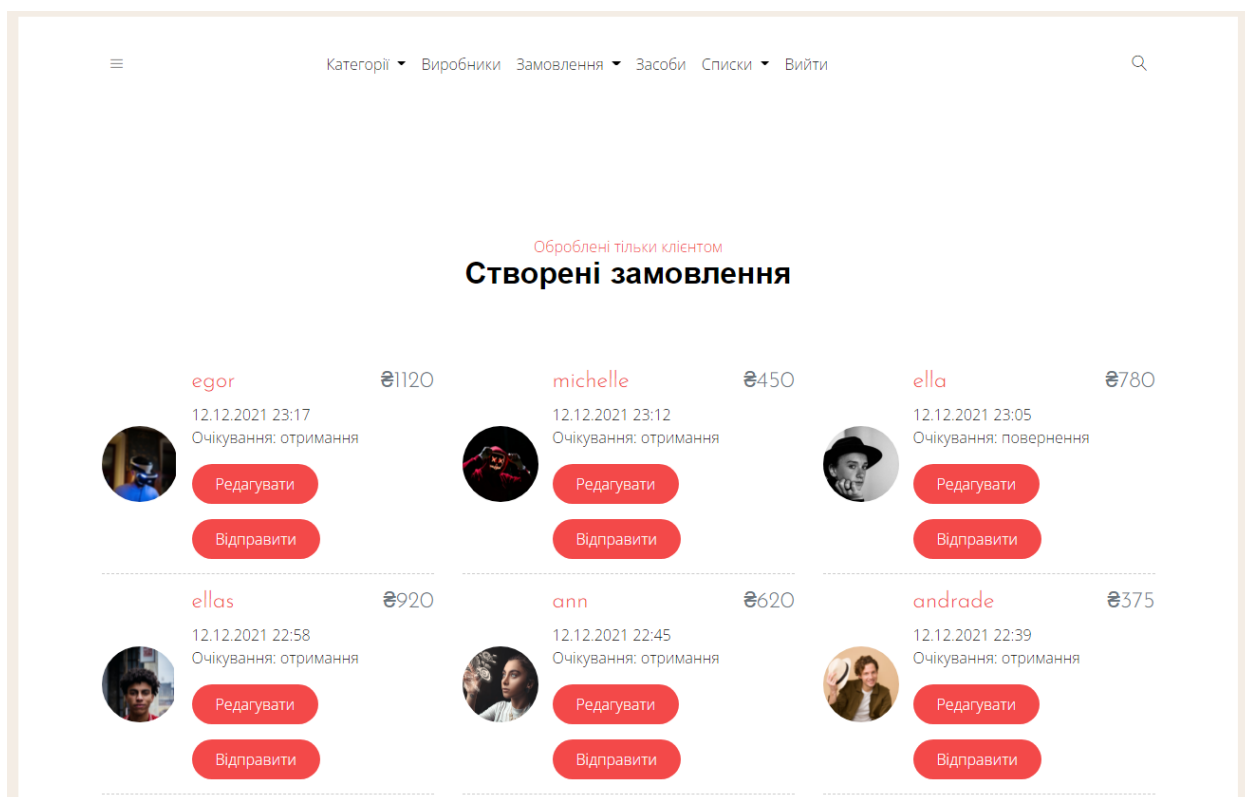 Категорії Виробники Замовлення Засоби Списки Вийти
Оброблені тільки клієнтом
Створені замовлення
egor ₴1120
12.12.2021 23:17
Очікування: отримання
Редагувати
Відправити
michelle ₴450
12.12.2021 23:12
Очікування: отримання
Редагувати
Відправити
ella ₴780
12.12.2021 23:05
Очікування: повернення
Редагувати
Відправити
ellas ₴920
12.12.2021 22:58
Очікування: отримання
Редагувати
Відправити
ann ₴620
12.12.2021 22:45
Очікування: отримання
Редагувати
Відправити
andrade ₴375
12.12.2021 22:39
Очікування: отримання
Редагувати
Відправити